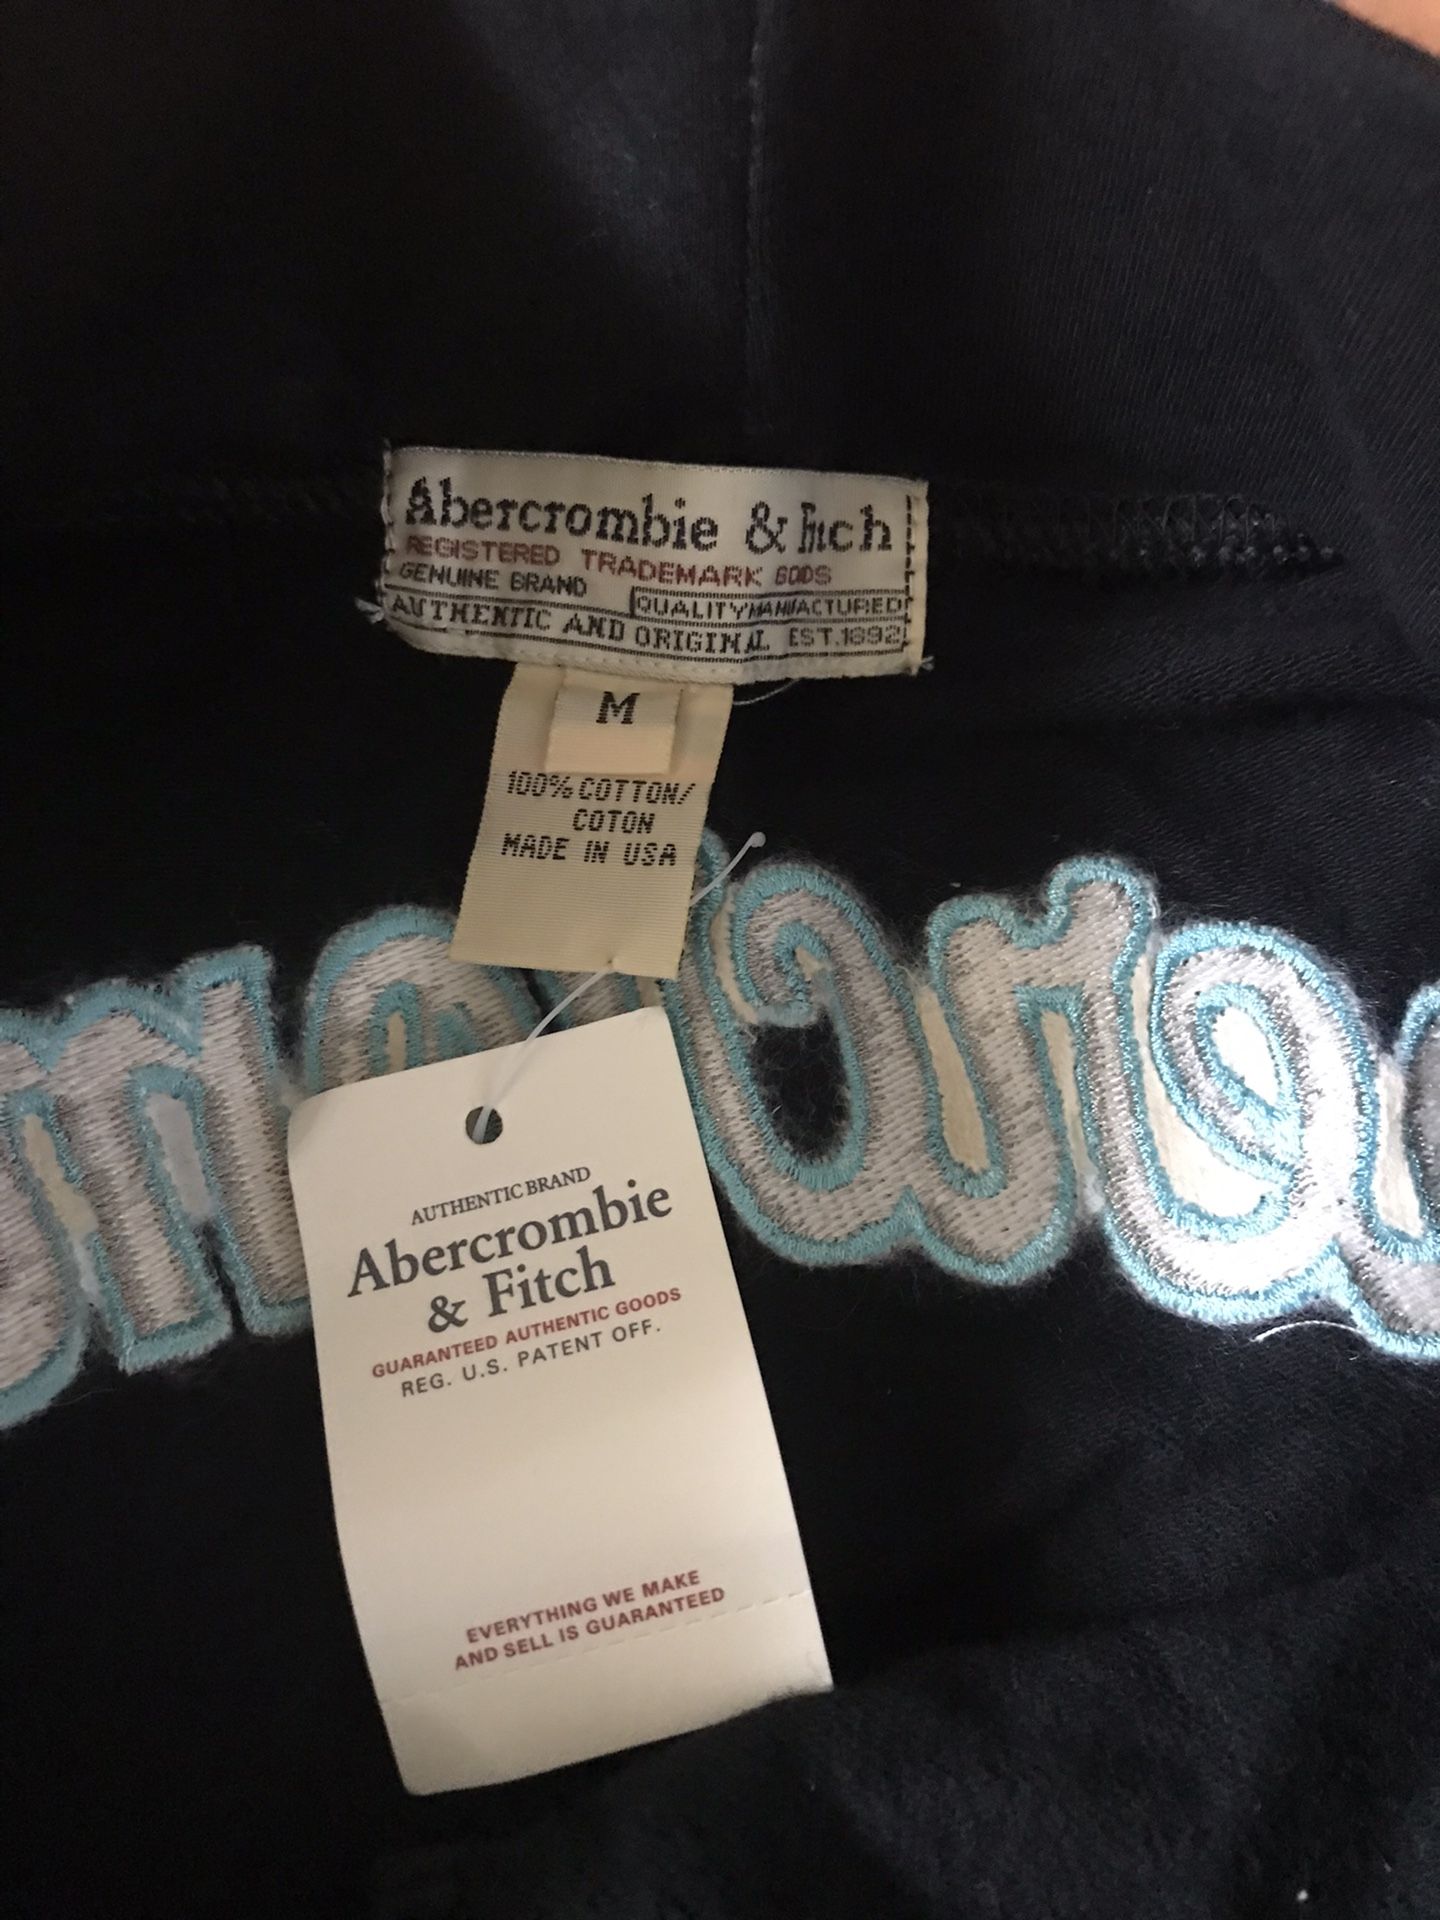 Abercrombie & Fitch
REGISTERED TRADEMARK GOODS
GENUINE BRAND
QUALITY MANUFACTURED
AUTHENTIC AND ORIGINAL EST.1892
M
100% COTTON/
COTON
MADE IN USA
AUTHENTIC BRAND
Abercrombie
& Fitch
GUARANTEED AUTHENTIC GOODS
REG. U.S. PATENT OFF.
EVERYTHING WE MAKE
AND SELL IS GUARANTEED